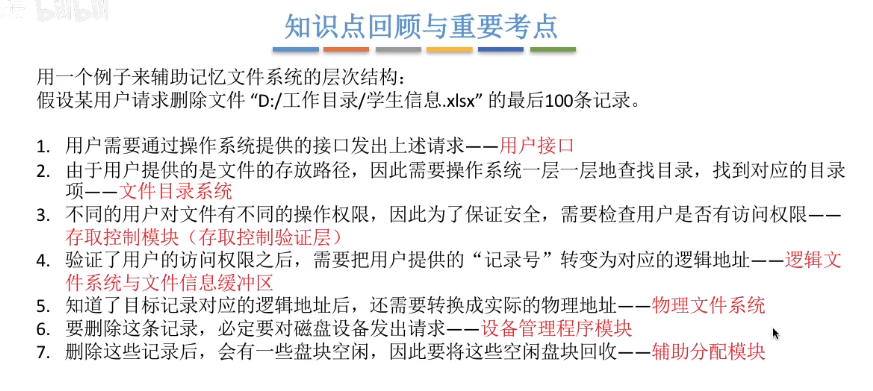 bilibili
知识点回顾与重要考点
用一个例子来辅助记忆文件系统的层次结构：
假设某用户请求删除文件 “D:/工作目录/学生信息.xlsx” 的最后100条记录。
1. 用户需要通过操作系统提供的接口发出上述请求——用户接口
2. 由于用户提供的是文件的存放路径，因此需要操作系统一层一层地查找目录，找到对应的目录
项——文件目录系统
3. 不同的用户对文件有不同的操作权限，因此为了保证安全，需要检查用户是否有访问权限——
存取控制模块（存取控制验证层）
4. 验证了用户的访问权限之后，需要把用户提供的“记录号”转变为对应的逻辑地址——逻辑文
件系统与文件信息缓冲区
5. 知道了目标记录对应的逻辑地址后，还需要转换成实际的物理地址——物理文件系统
6. 要删除这条记录，必定要对磁盘设备发出请求——设备管理程序模块
7. 删除这些记录后，会有一些盘块空闲，因此要将这些空闲盘块回收——辅助分配模块